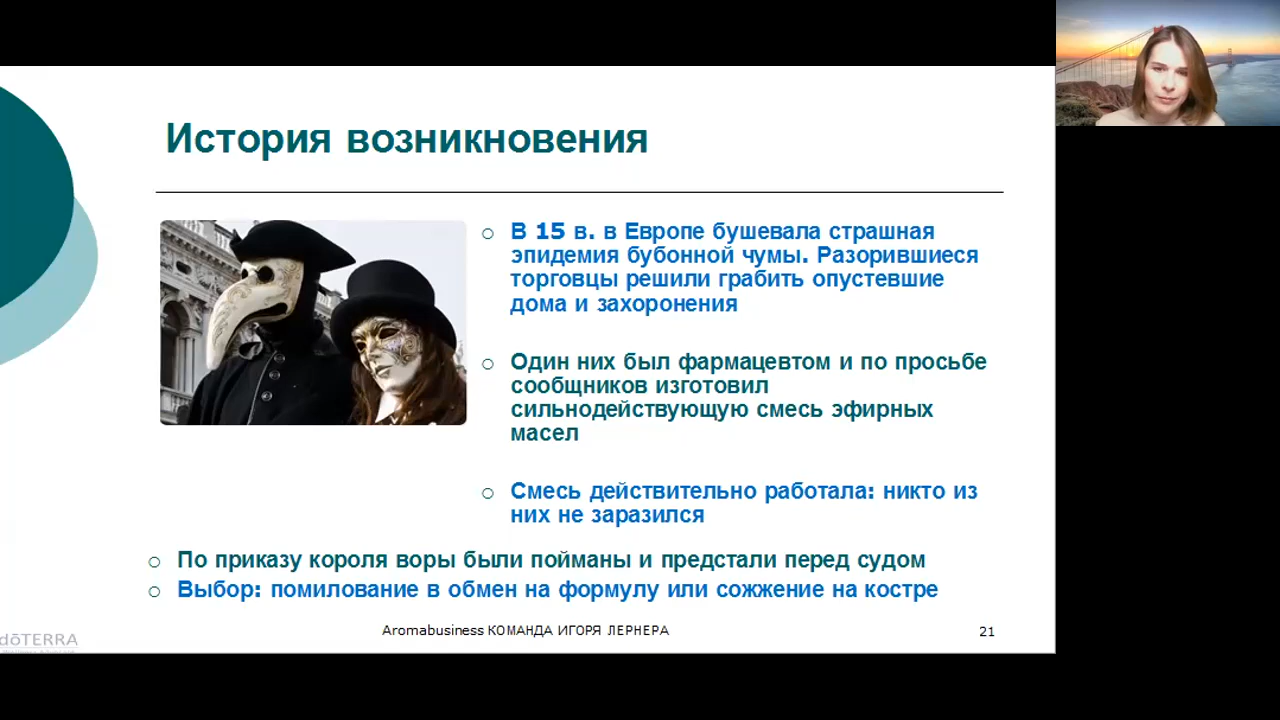 История возникновения
В 15 в. в Европе бушевала страшная
эпидемия бубонной чумы. Разорившиеся
торговцы решили грабить опустевшие
дома и захоронения
Один них был фармацевтом и по просьбе
сообщников изготовил
сильнодействующую смесь эфирных
масел
Смесь действительно работала: никто из
них не заразился
По приказу короля воры были пойманы и предстали перед судом
Выбор: помилование в обмен на формулу или сожжение на костре
dōTERRA
Aromabusiness КОМАНДА ИГОРЯ ЛЕРНЕРА
21